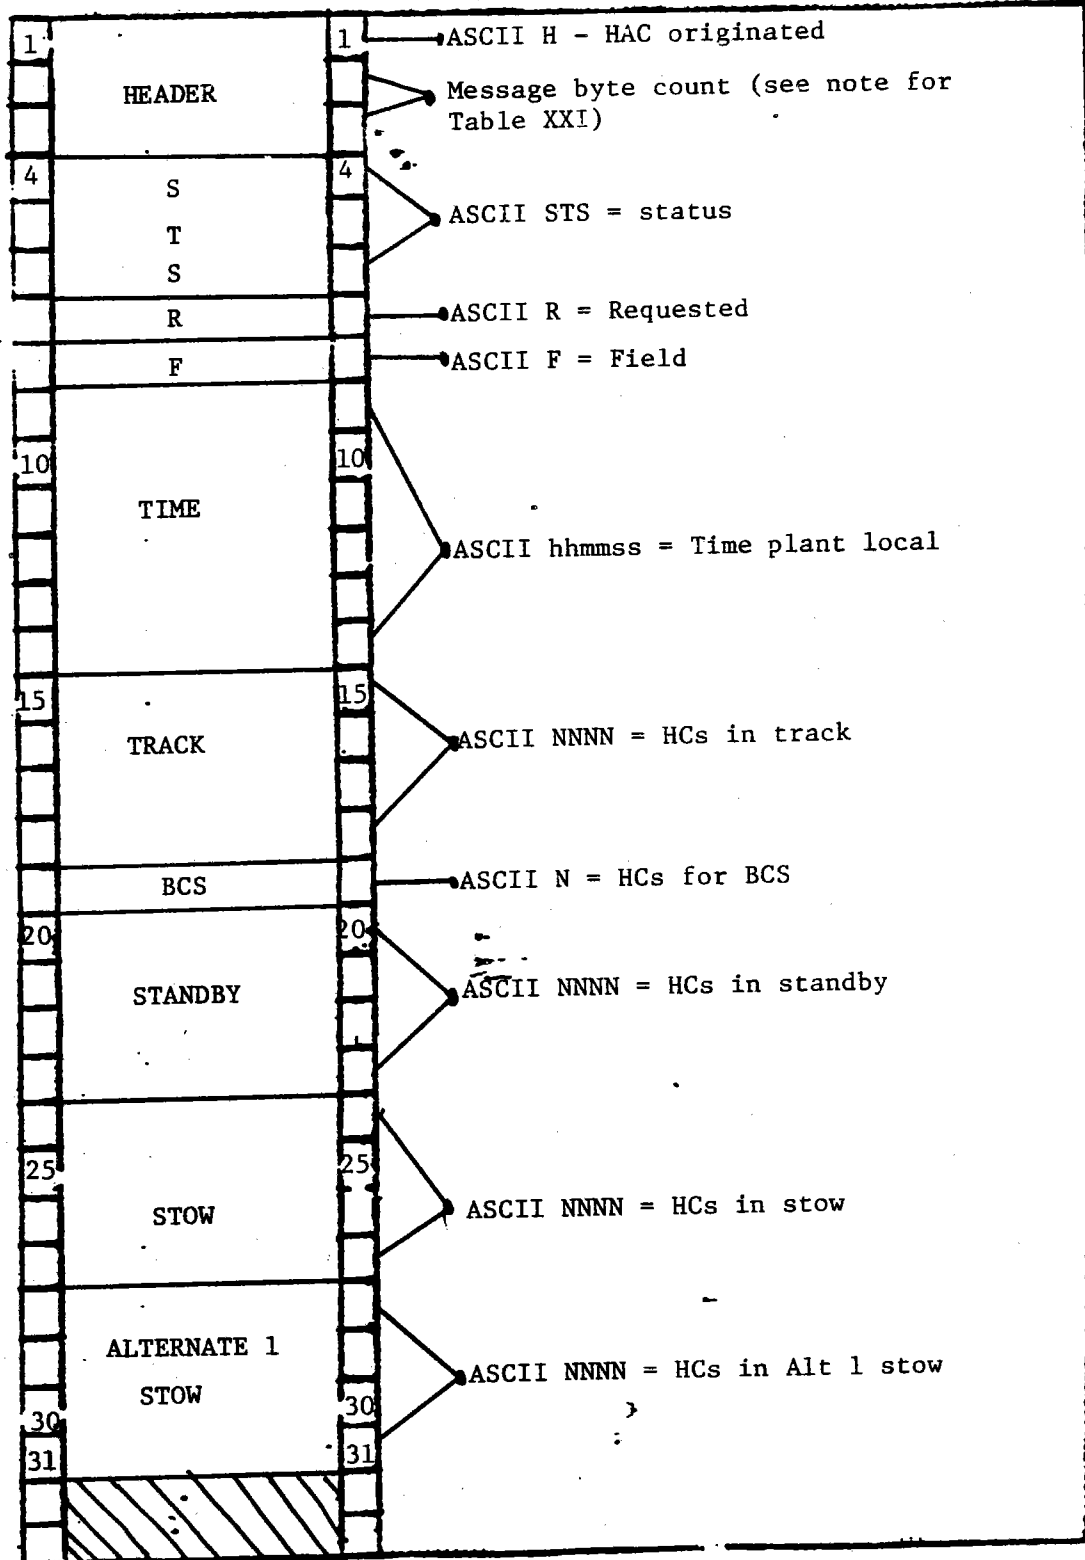 1 1 ASCII H - HAC originated
HEADER Message byte count (see note for
Table XXI)
4 4
S
ASCII STS = status
T
S
R ASCII R = Requested
F ASCII F = Field
10 10
TIME
ASCII hhmmss = Time plant local
15 15
TRACK ASCII NNNN = HCs in track
BCS ASCII N = HCs for BCS
20 20
STANDBY ASCII NNNN = HCs in standby
25 25
STOW ASCII NNNN = HCs in stow
ALTERNATE 1
ASCII NNNN = HCs in Alt 1 stow
STOW
30 30
31 31